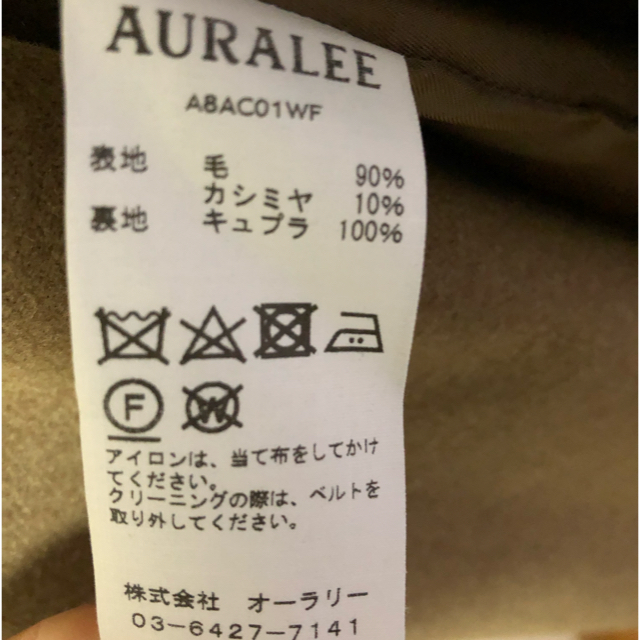 AURALEE
A8AC01WF
表地 毛 90%
カシミヤ 10%
裏地 キュプラ 100%
F W
アイロンは、当て布をしてかけ
てください。
クリーニングの際は、ベルトを
取り外してください。
株式会社 オーラリー
03-6427-7141